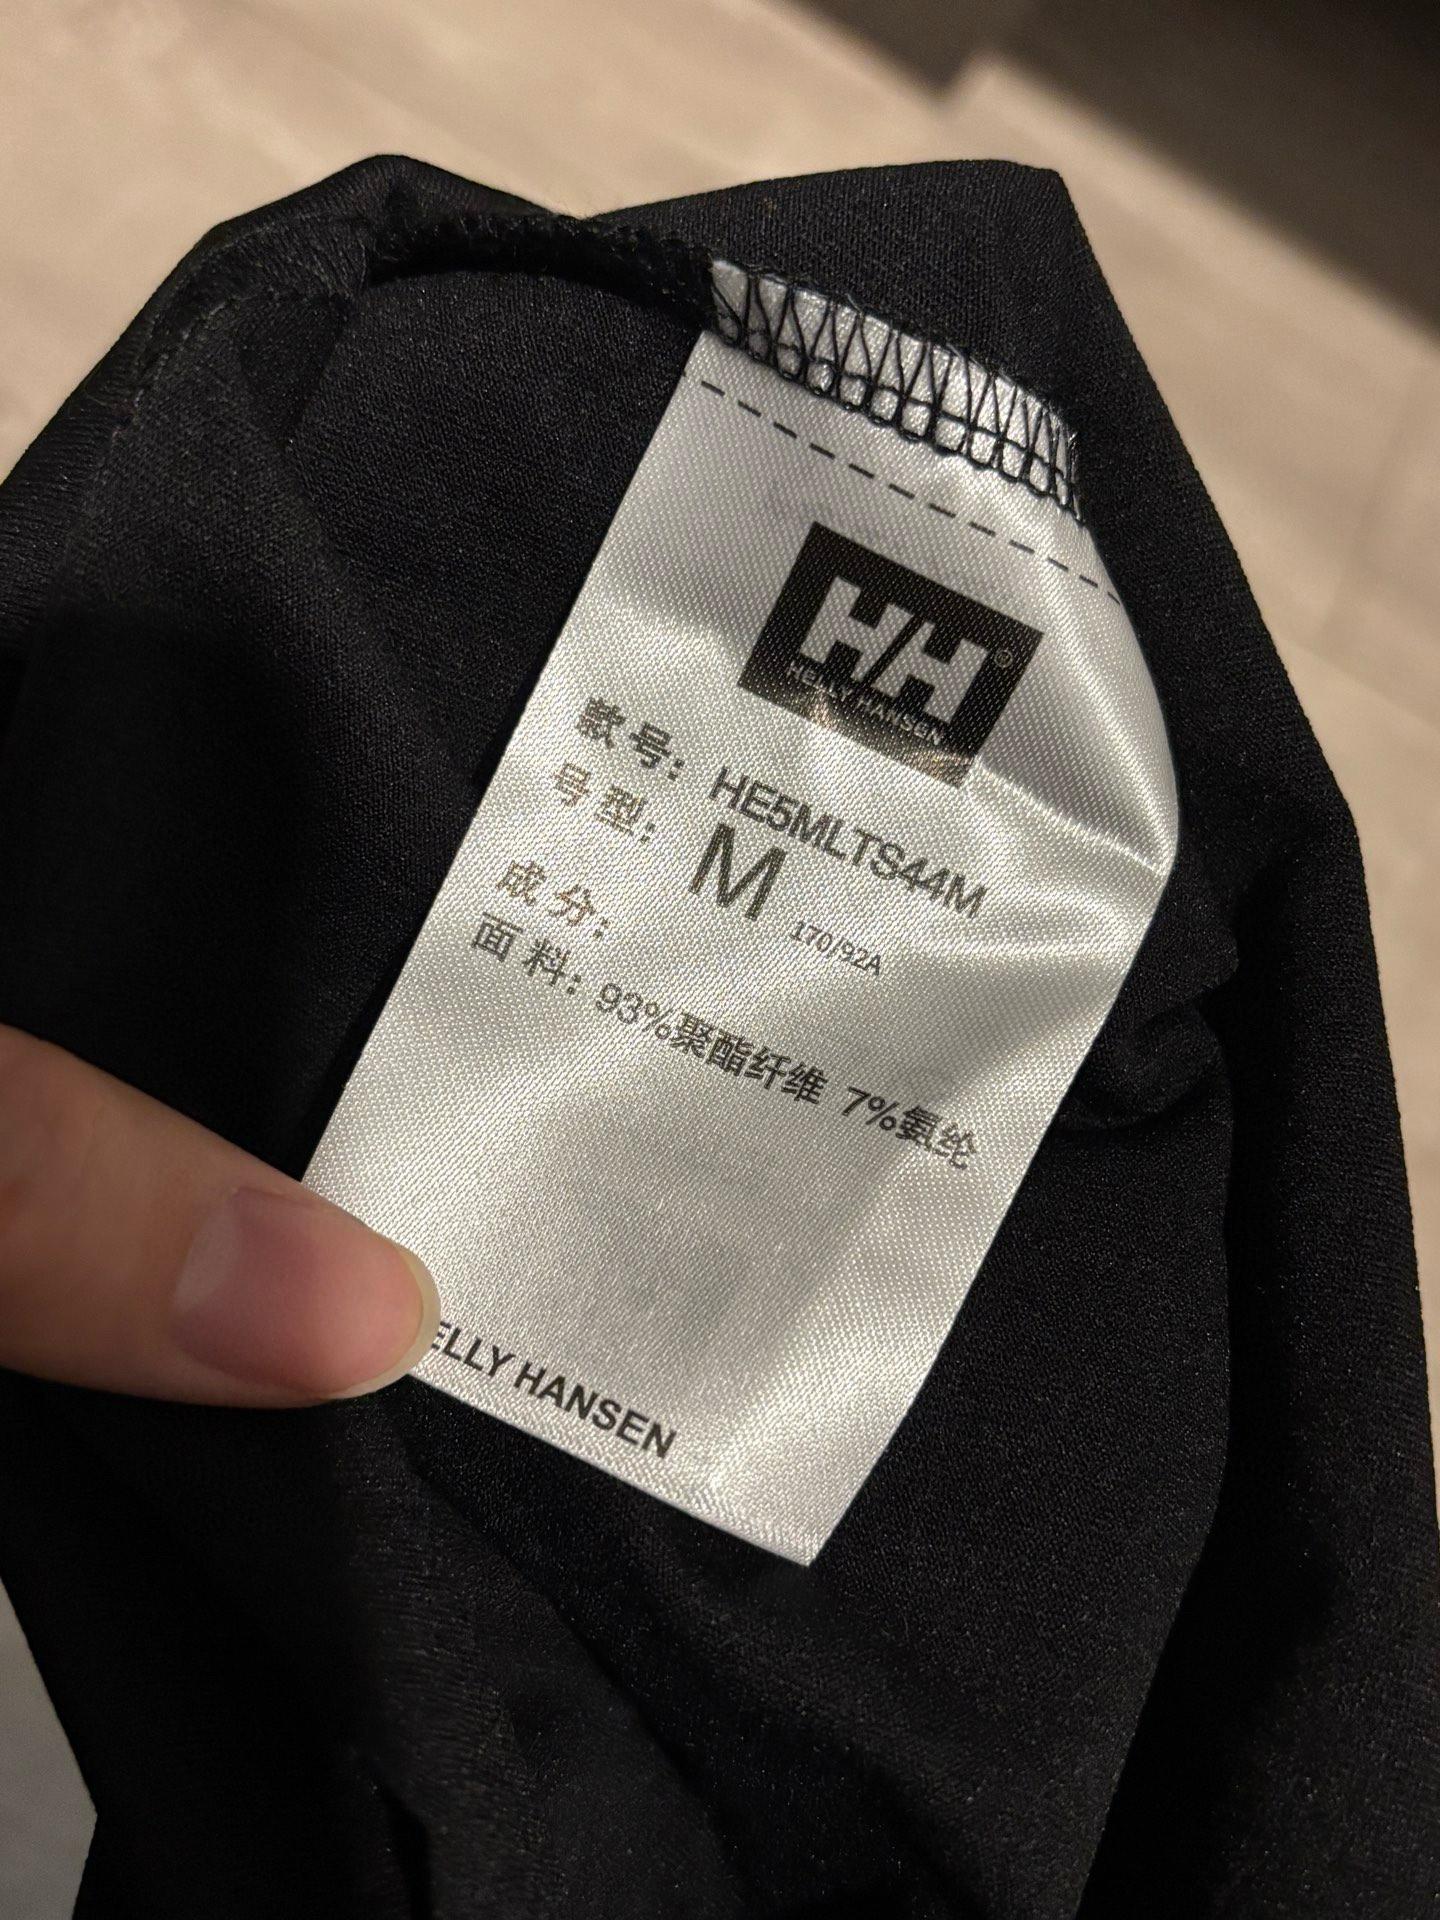 HH®
HELLY HANSEN
款号: HE5MLTS44M
号型: M 170/92A
成分:
面料: 93%聚酯纤维 7%氨纶
ELLY HANSEN